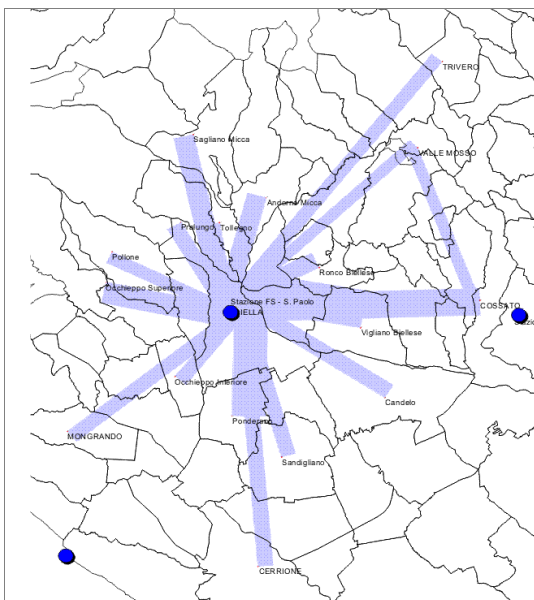 TRIVERO
Sagliano Micca
VALLE MOSSO
Andorno Micca
Pralungo
Tollegno
Pollone
Ronco Biellese
Occhieppo Superiore
Stazione FS - S. Paolo
COSSATO
BIELLA
Vigliano Biellese
Occhieppo Inferiore
Candelo
Ponderano
MONGRANDO
Sandigliano
CERRIONE